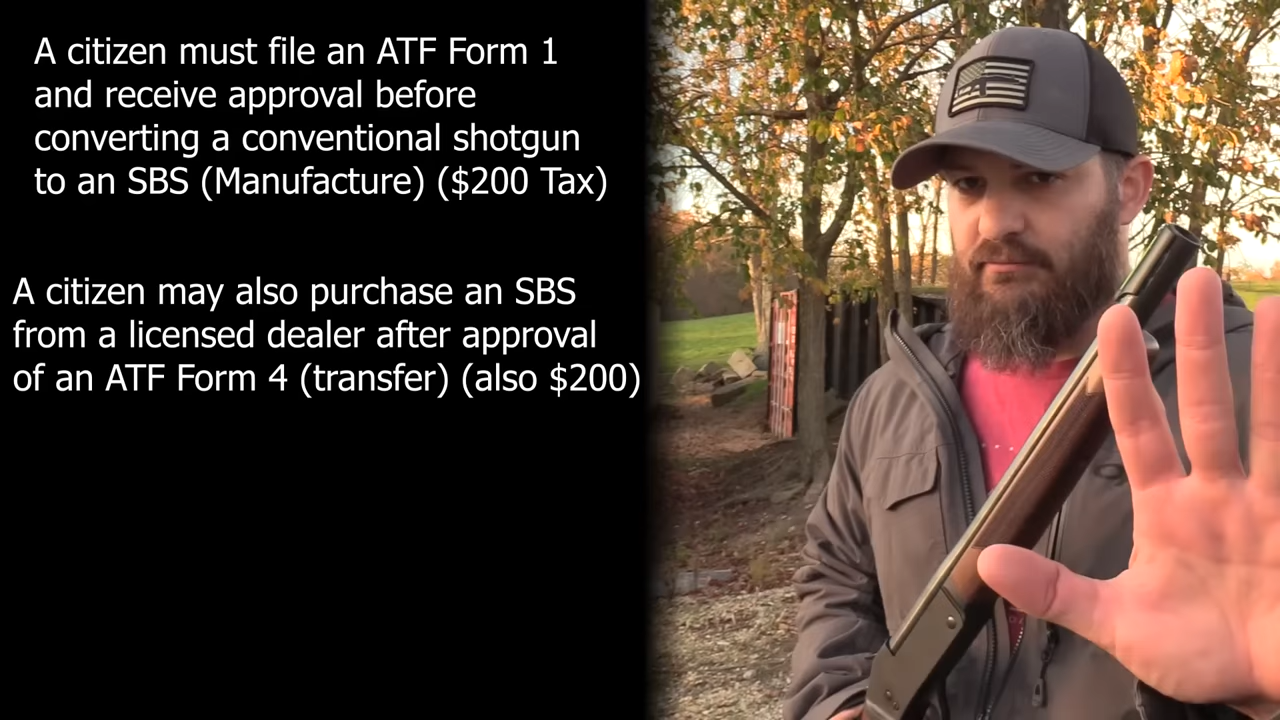 A citizen must file an ATF Form 1
and receive approval before
converting a conventional shotgun
to an SBS (Manufacture) ($200 Tax)
A citizen may also purchase an SBS
from a licensed dealer after approval
of an ATF Form 4 (transfer) (also $200)